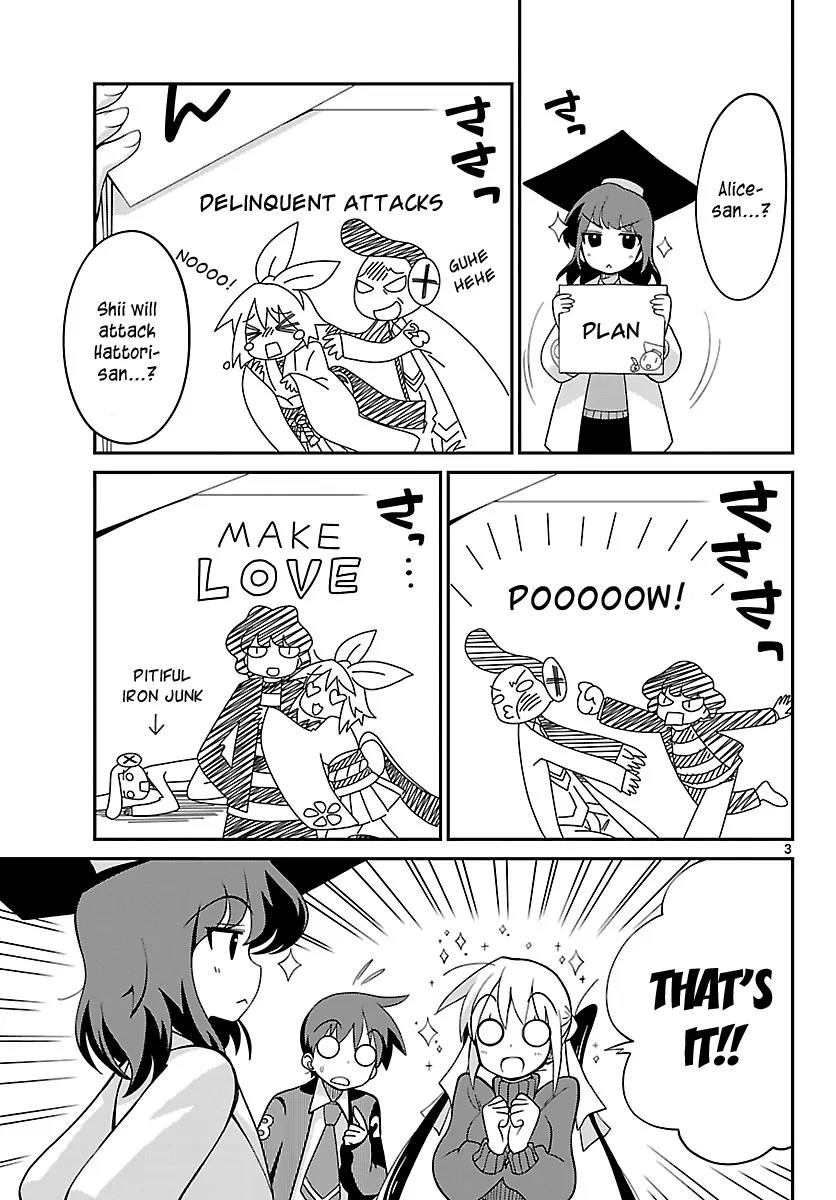 Alice-
san...?
さっ
PLAN
さっさっ
ん
DELINQUENT ATTACKS
NOOOO!
GUHE
HEHE
Shii will
attack
Hattori-
san...?
ささささっ
POOOOOW!
さっ…
MAKE
LOVE
PITIFUL
IRON JUNK
3
THAT'S
IT!!